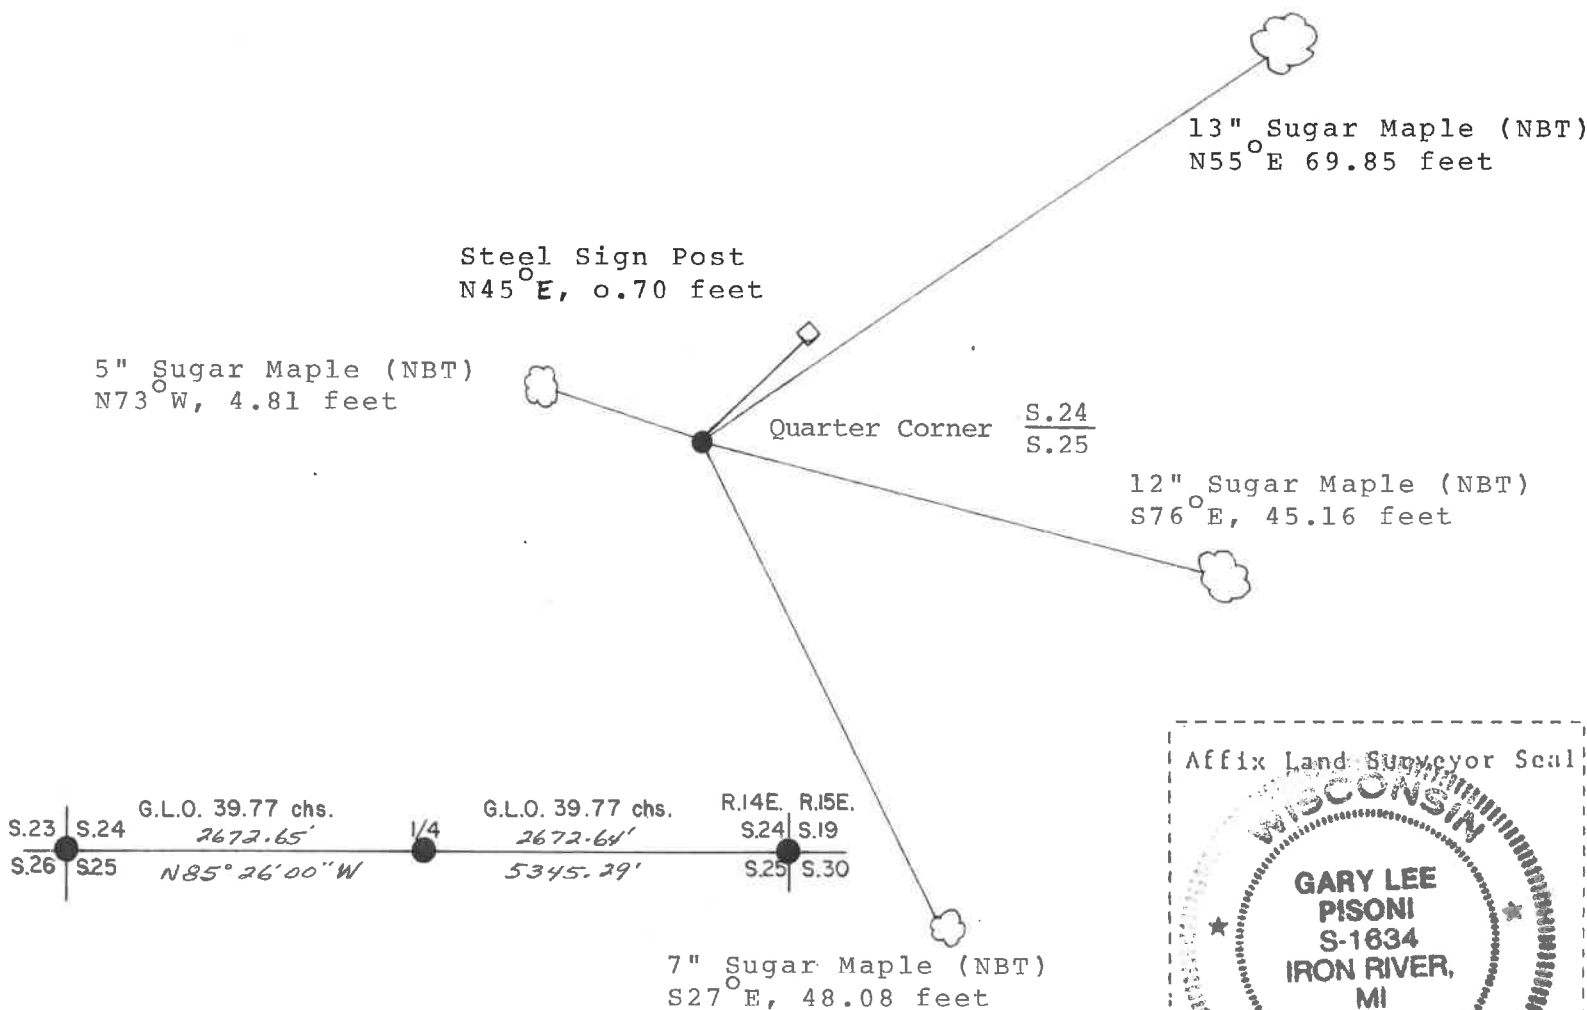 13" Sugar Maple (NBT)
N55°E 69.85 feet
Steel Sign Post
N45°E, o.70 feet
5" Sugar Maple (NBT)
N73°W, 4.81 feet
Quarter Corner S.24
S.25
12" Sugar Maple (NBT)
S76°E, 45.16 feet
Affix Land Surveyor Seal
WISCONSIN
GARY LEE
PISONI
S-1634
IRON RIVER,
MI
G.L.O. 39.77 chs. G.L.O. 39.77 chs. R.14E. R.15E.
S.23 S.24 2672.65' 1/4 2672.64' S.24 S.19
S.26 S.25 N85°26'00"W 5345.29' S.25 S.30
7" Sugar Maple (NBT)
S27°E, 48.08 feet